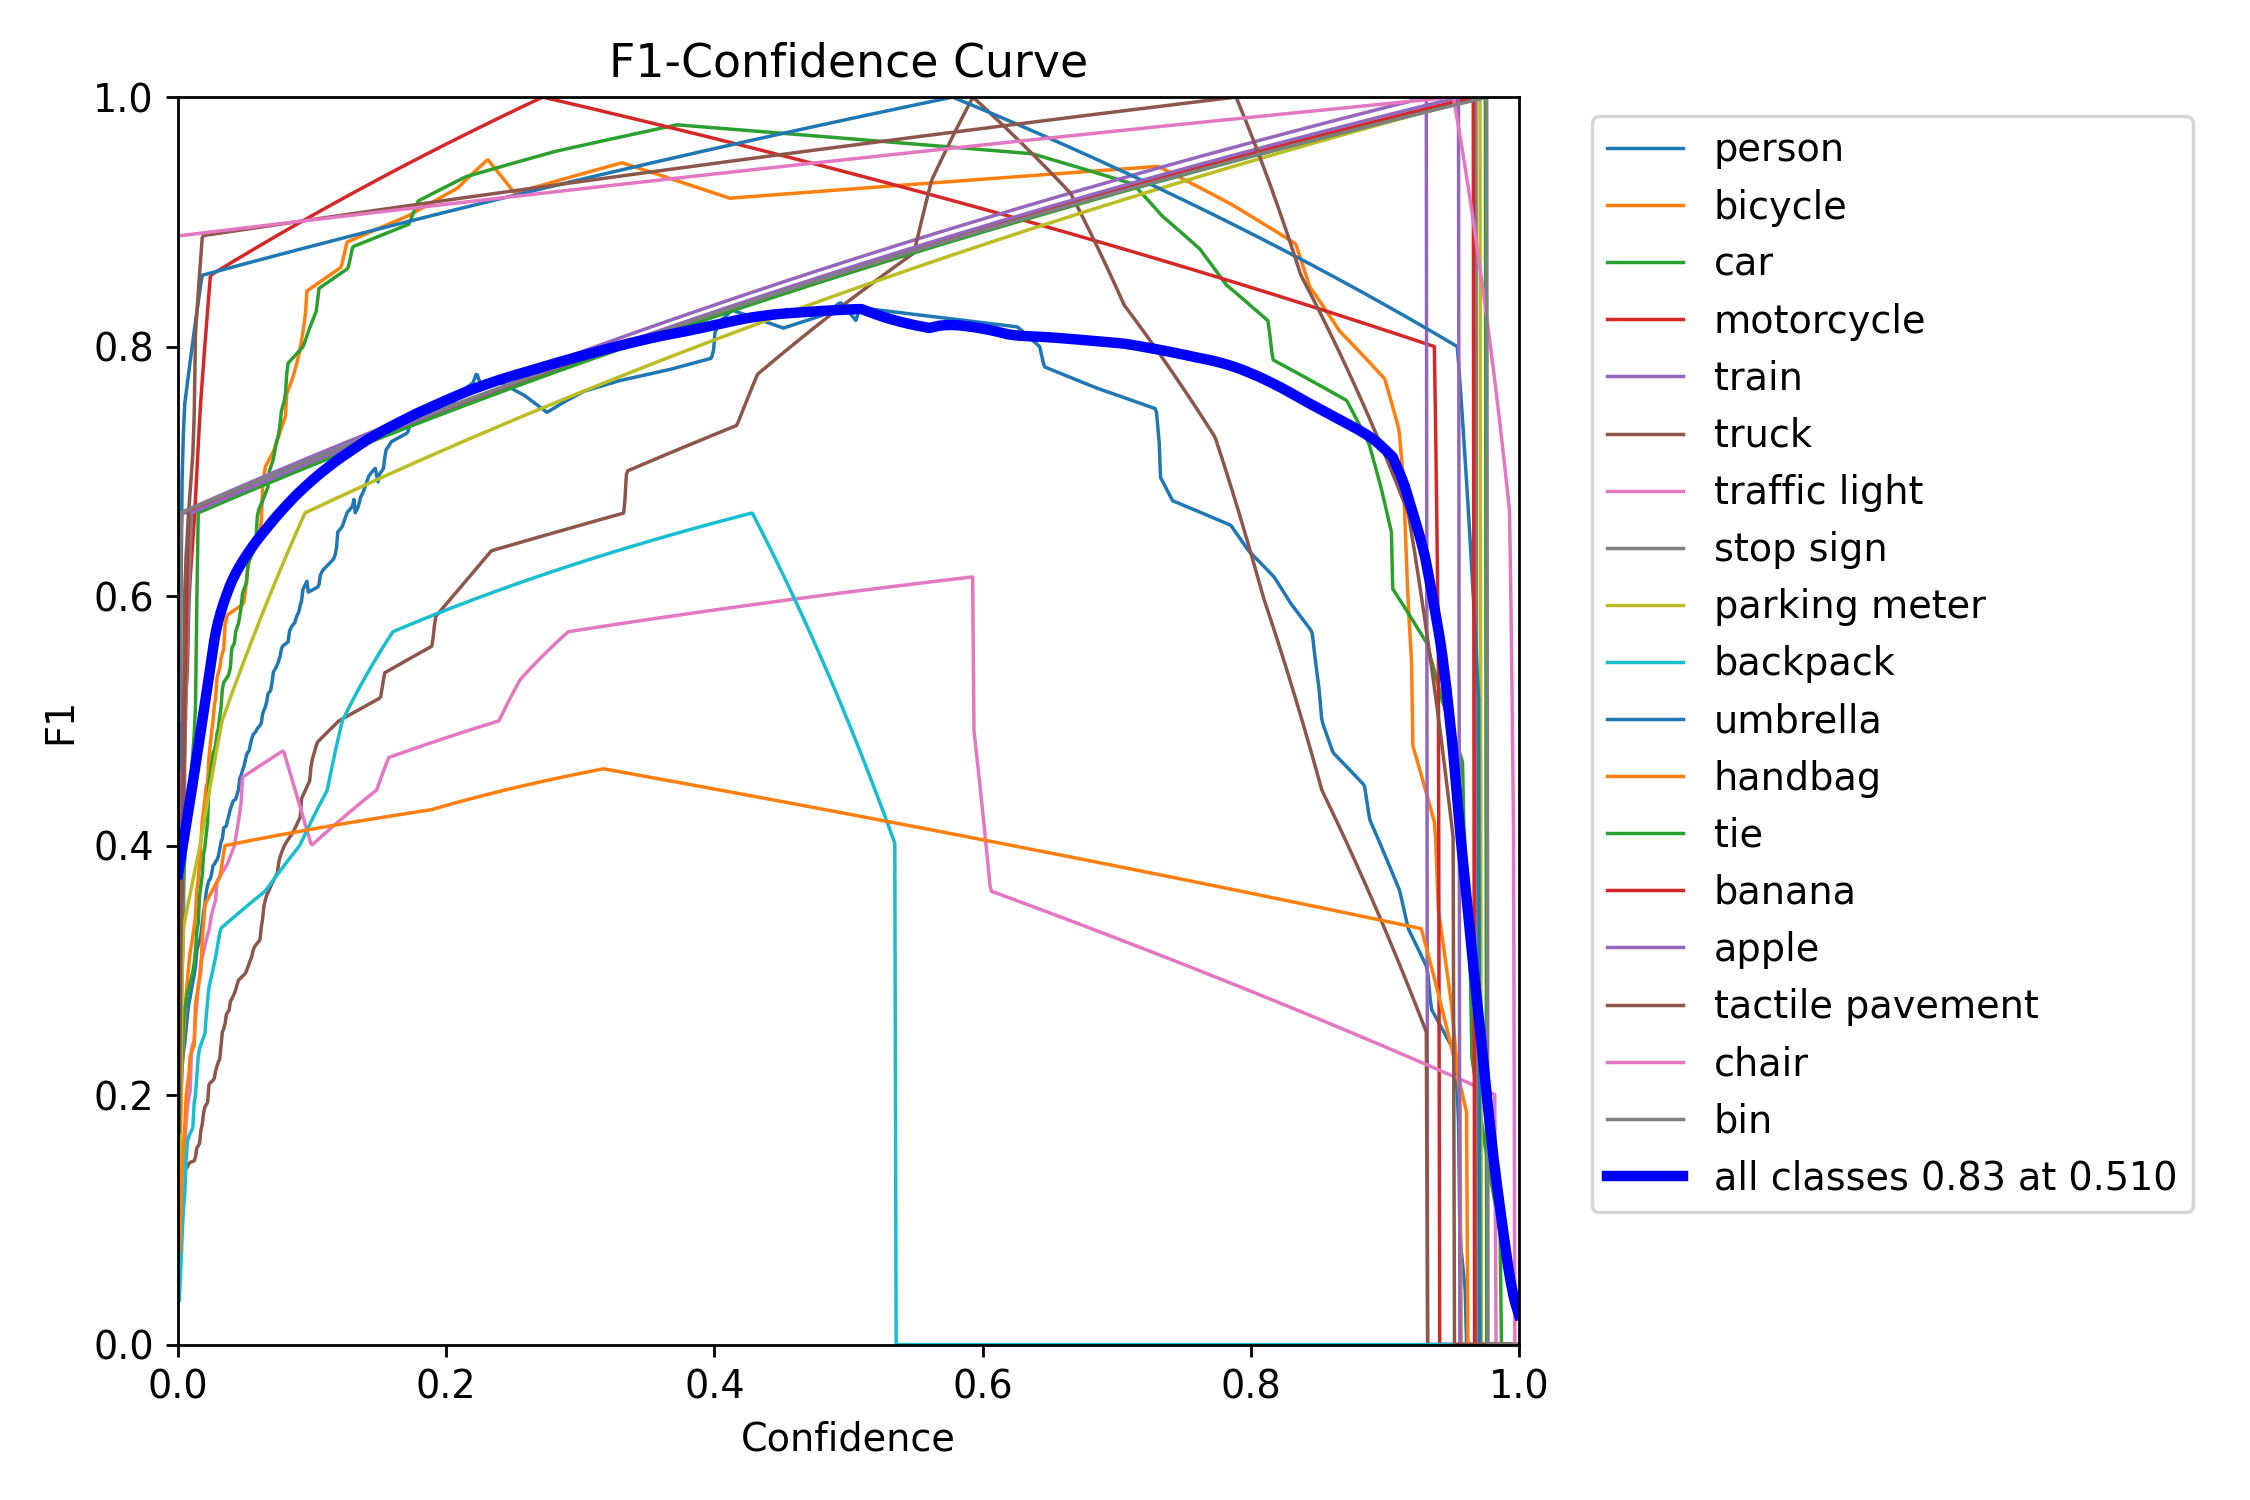 F1-Confidence Curve
1.0
0.8
0.6
0.4
0.2
0.0
F1
0.0 0.2 0.4 0.6 0.8 1.0
Confidence
person
bicycle
car
motorcycle
train
truck
traffic light
stop sign
parking meter
backpack
umbrella
handbag
tie
banana
apple
tactile pavement
chair
bin
all classes 0.83 at 0.510